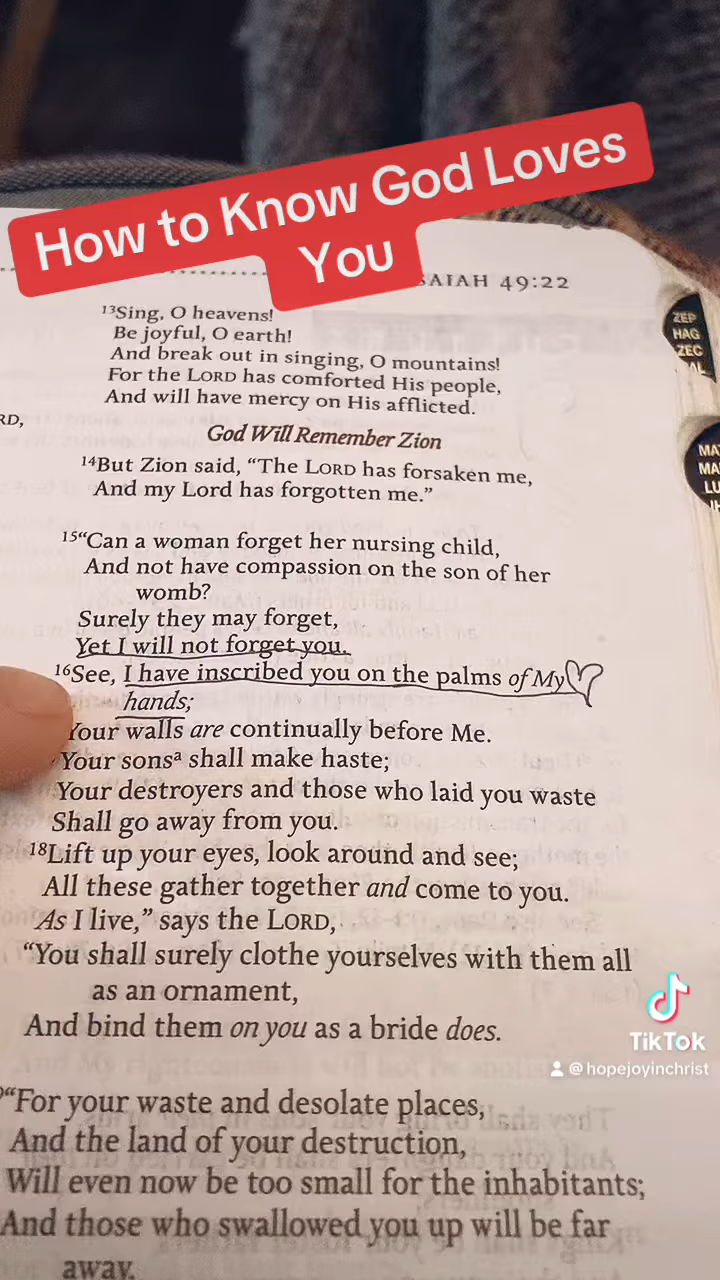 How to Know God Loves
You
SAIAH 49:22
13Sing, O heavens!
Be joyful, O earth!
And break out in singing, O mountains!
For the LORD has comforted His people,
And will have mercy on His afflicted.
RD,
God Will Remember Zion
14But Zion said, “The LORD has forsaken me,
And my Lord has forgotten me.”
15“Can a woman forget her nursing child,
And not have compassion on the son of her
womb?
Surely they may forget,
Yet I will not forget you.
16See, I have inscribed you on the palms of My
hands;
Your walls are continually before Me.
Your sonsa shall make haste;
Your destroyers and those who laid you waste
Shall go away from you.
18Lift up your eyes, look around and see;
All these gather together and come to you.
As I live,” says the LORD,
“You shall surely clothe yourselves with them all
as an ornament,
And bind them on you as a bride does.
“For your waste and desolate places,
And the land of your destruction,
Will even now be too small for the inhabitants;
And those who swallowed you up will be far
away.
ZEP
HAG
ZEC
MA
MA
LU
TikTok
@hopejoyinchrist